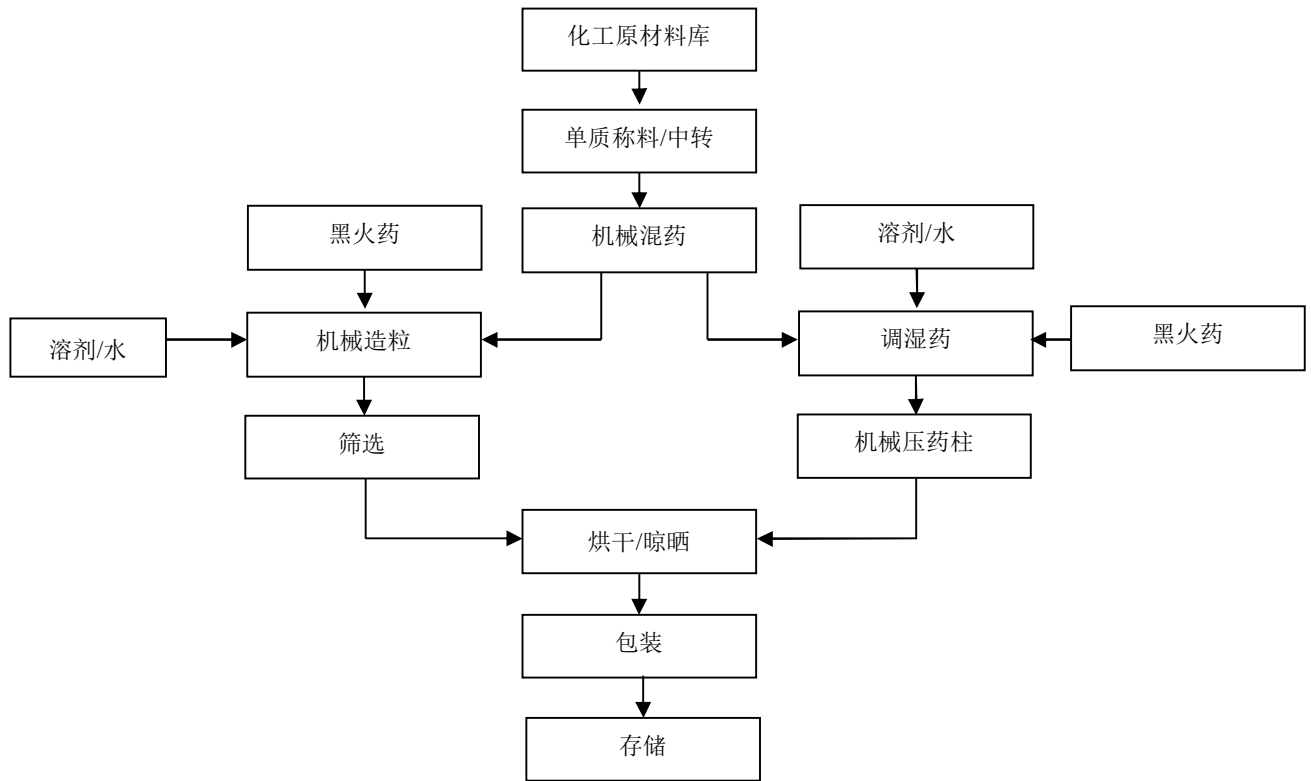 化工原材料库
单质称料/中转
黑火药
机械混药
溶剂/水
溶剂/水
机械造粒
调湿药
黑火药
筛选
机械压药柱
烘干/晾晒
包装
存储